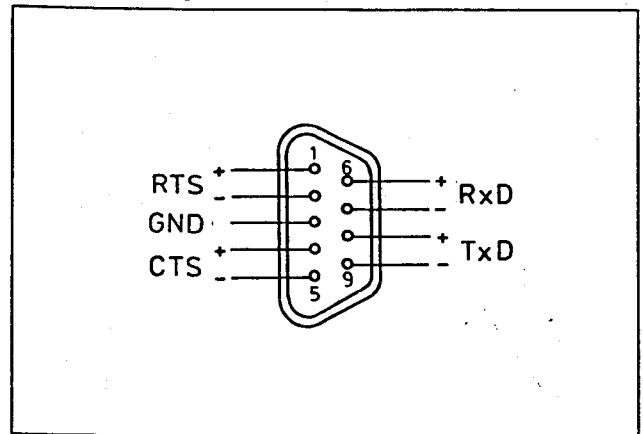 1
6
RTS + -
+ - RxD
GND
+ - TxD
CTS + -
5
9